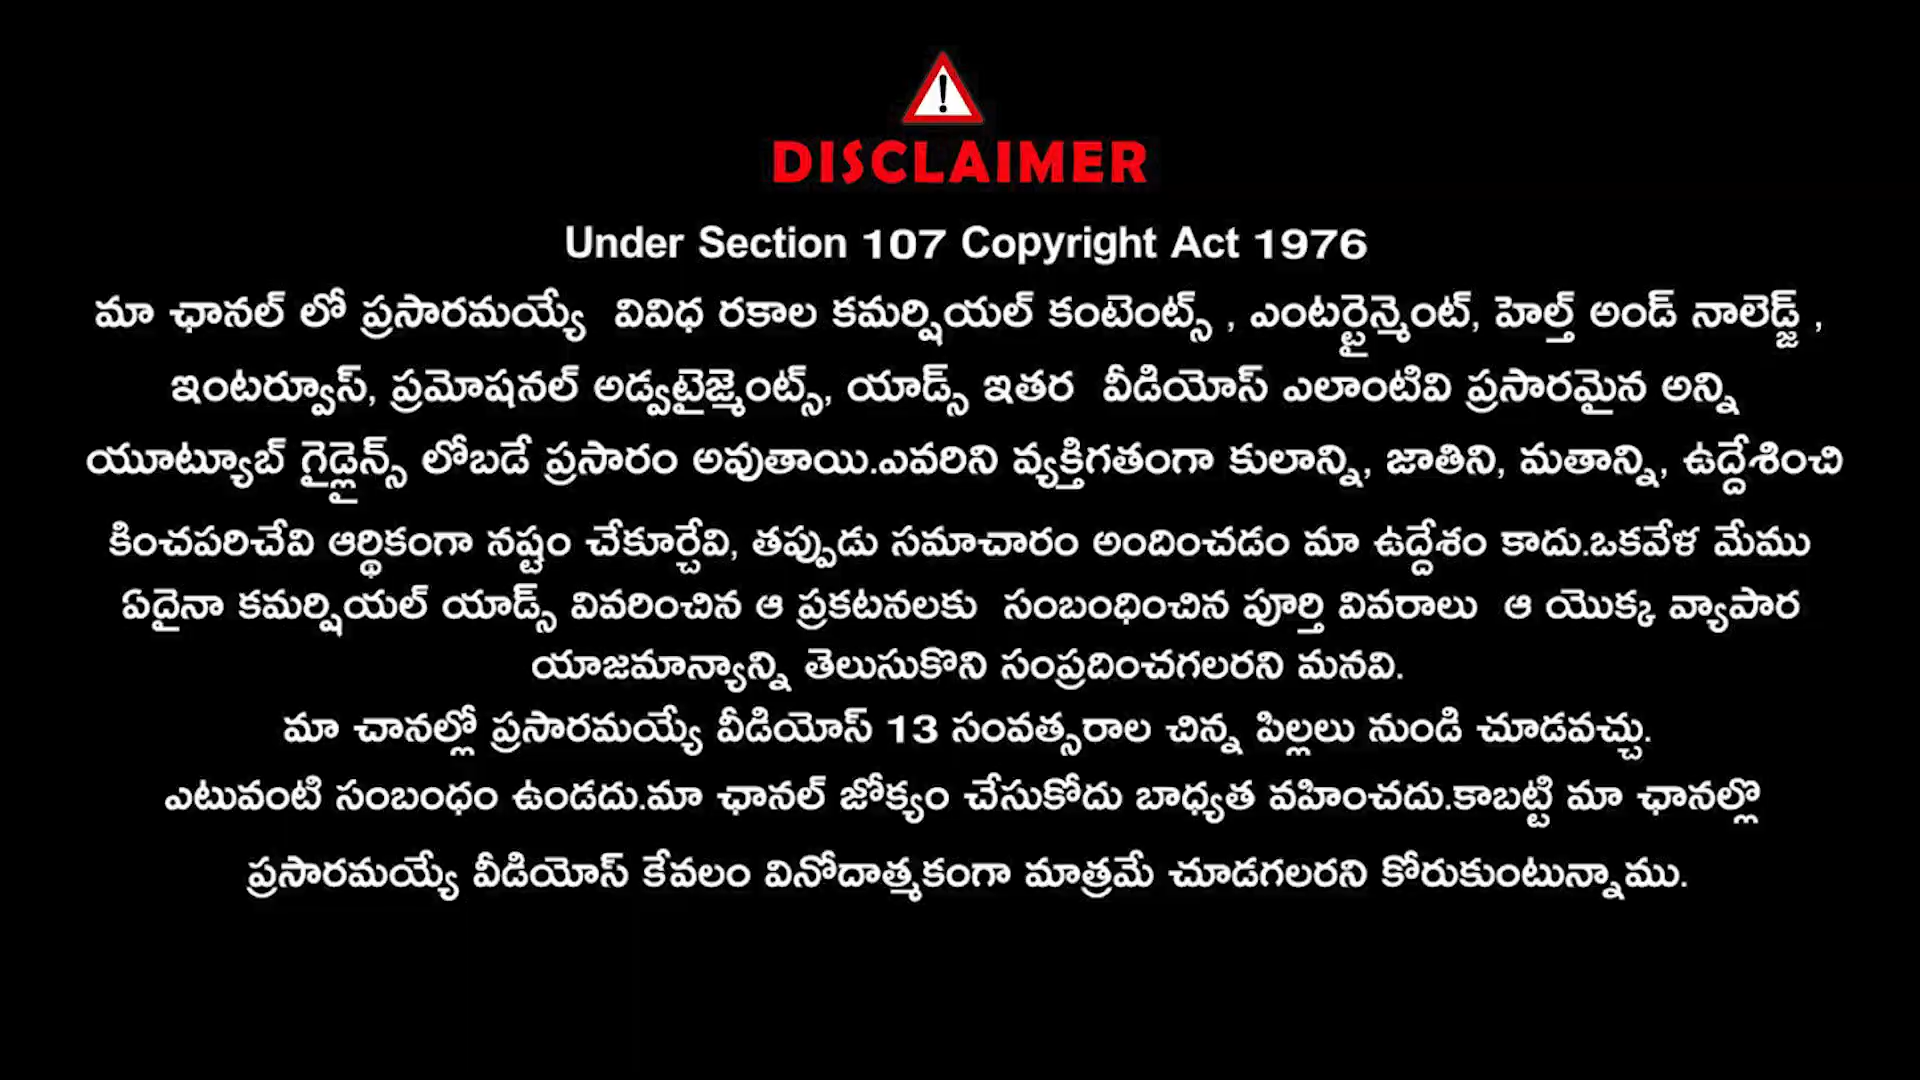 DISCLAIMER
Under Section 107 Copyright Act 1976
మా ఛానల్ లో ప్రసారమయ్యే వివిధ రకాల కమర్షియల్ కంటెంట్స్ , ఎంటర్టైన్మెంట్, హెల్త్ అండ్ నాలెడ్జ్ ,
ఇంటర్వూస్, ప్రమోషనల్ అడ్వటైజ్మెంట్స్, యాడ్స్ ఇతర వీడియోస్ ఎలాంటివి ప్రసారమైన అన్ని
యూట్యూబ్ గైడ్లైన్స్ లోబడే ప్రసారం అవుతాయి.ఎవరిని వ్యక్తిగతంగా కులాన్ని, జాతిని, మతాన్ని, ఉద్దేశించి
కించపరిచేవి ఆర్థికంగా నష్టం చేకూర్చేవి, తప్పుడు సమాచారం అందించడం మా ఉద్దేశం కాదు.ఒకవేళ మేము
ఏదైనా కమర్షియల్ యాడ్స్ వివరించిన ఆ ప్రకటనలకు సంబంధించిన పూర్తి వివరాలు ఆ యొక్క వ్యాపార
యాజమాన్యాన్ని తెలుసుకొని సంప్రదించగలరని మనవి.
మా చానల్లో ప్రసారమయ్యే వీడియోస్ 13 సంవత్సరాల చిన్న పిల్లలు నుండి చూడవచ్చు.
ఎటువంటి సంబంధం ఉండదు.మా ఛానల్ జోక్యం చేసుకోదు బాధ్యత వహించదు.కాబట్టి మా ఛానల్లొ
ప్రసారమయ్యే వీడియోస్ కేవలం వినోదాత్మకంగా మాత్రమే చూడగలరని కోరుకుంటున్నాము.